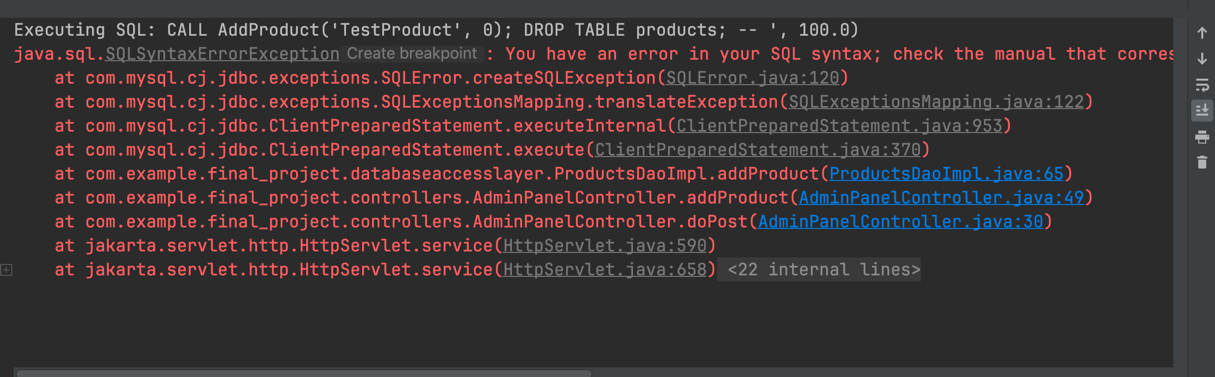 Executing SQL: CALL AddProduct('TestProduct', 0); DROP TABLE products; -- ', 100.0)
java.sql.SQLSyntaxErrorException Create breakpoint : You have an error in your SQL syntax; check the manual that corres
at com.mysql.cj.jdbc.exceptions.SQLError.createSQLException(SQLError.java:120)
at com.mysql.cj.jdbc.exceptions.SQLExceptionsMapping.translateException(SQLExceptionsMapping.java:122)
at com.mysql.cj.jdbc.ClientPreparedStatement.executeInternal(ClientPreparedStatement.java:953)
at com.mysql.cj.jdbc.ClientPreparedStatement.execute(ClientPreparedStatement.java:370)
at com.example.final_project.databaseaccesslayer.ProductsDaoImpl.addProduct(ProductsDaoImpl.java:65)
at com.example.final_project.controllers.AdminPanelController.addProduct(AdminPanelController.java:49)
at com.example.final_project.controllers.AdminPanelController.doPost(AdminPanelController.java:30)
at jakarta.servlet.http.HttpServlet.service(HttpServlet.java:590)
at jakarta.servlet.http.HttpServlet.service(HttpServlet.java:658) <22 internal lines>